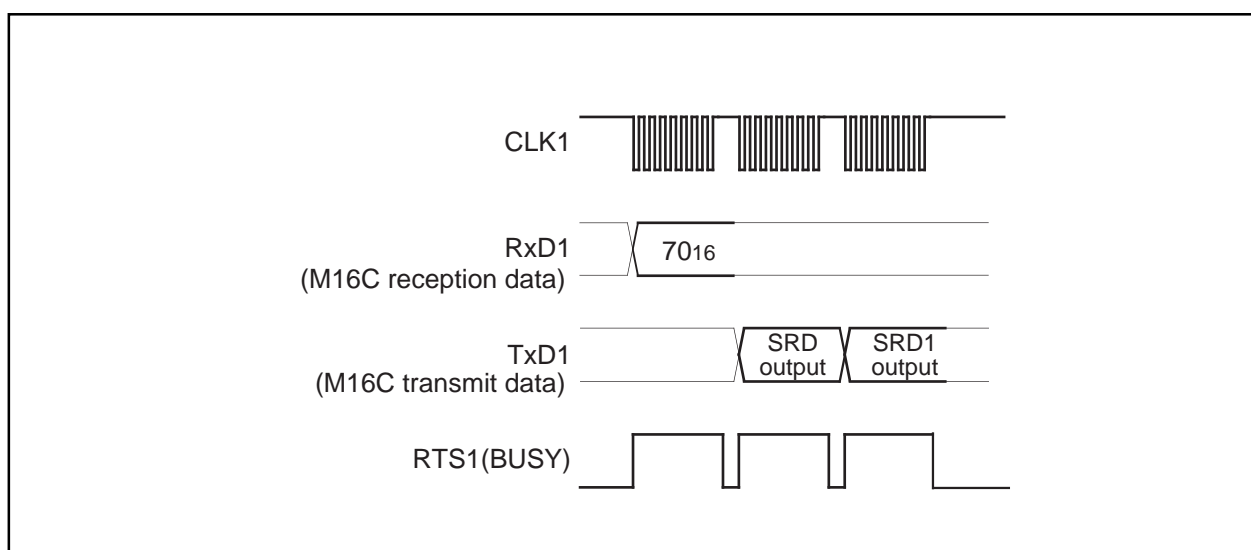 CLK1
RxD1
(M16C reception data)
7016
TxD1
(M16C transmit data)
SRD
output
SRD1
output
RTS1(BUSY)